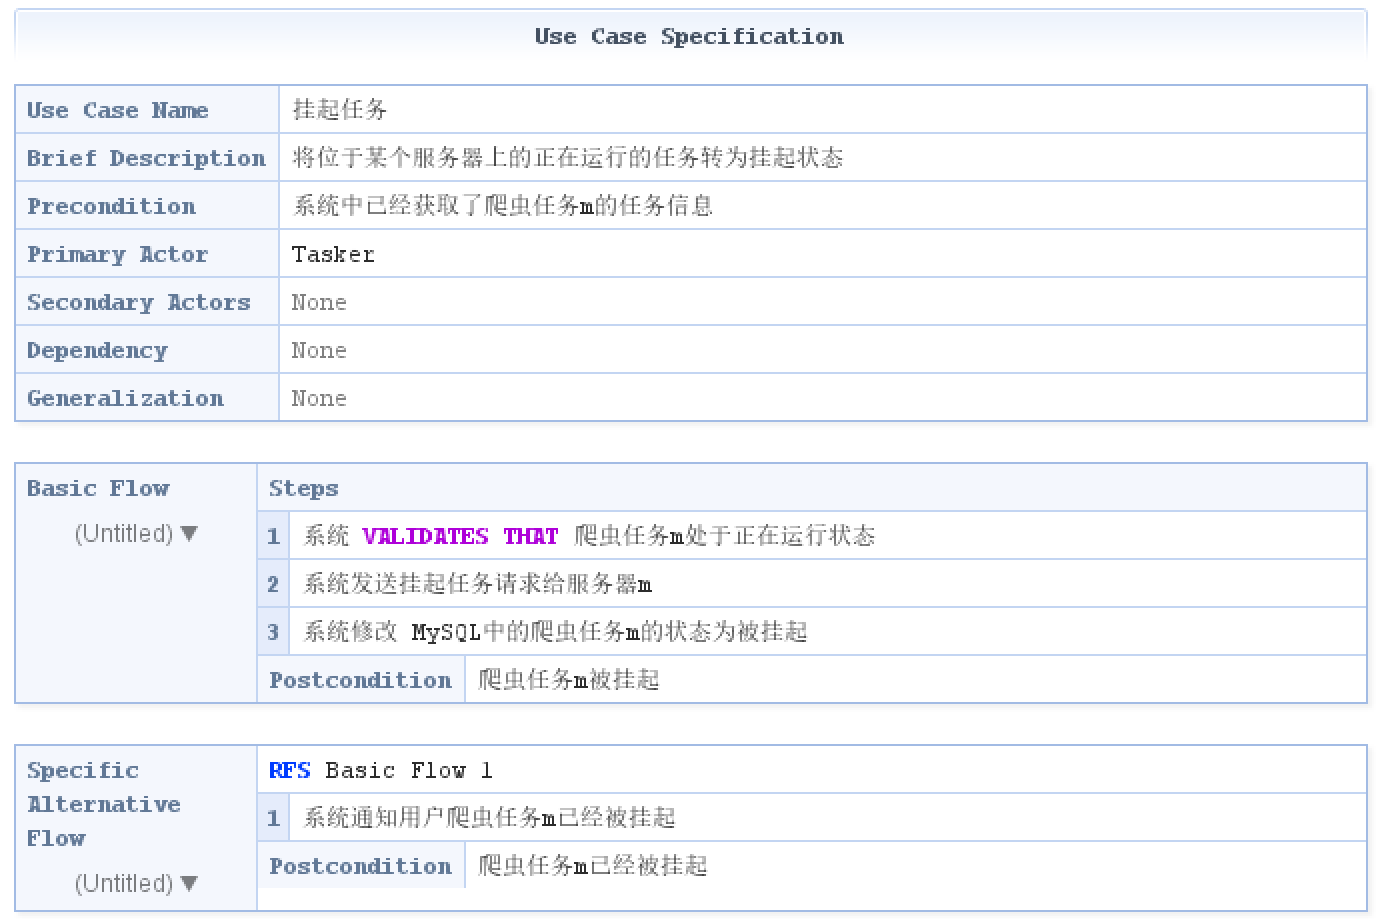 Use Case Specification
Use Case Name 挂起任务
Brief Description 将位于某个服务器上的正在运行的任务转为挂起状态
Precondition 系统中已经获取了爬虫任务m的任务信息
Primary Actor Tasker
Secondary Actors None
Dependency None
Generalization None
Basic Flow Steps
(Untitled) ▼
1 系统 VALIDATES THAT 爬虫任务m处于正在运行状态
2 系统发送挂起任务请求给服务器m
3 系统修改 MySQL中的爬虫任务m的状态为被挂起
Postcondition 爬虫任务m被挂起
Specific
Alternative
Flow
(Untitled) ▼
RFS Basic Flow 1
1 系统通知用户爬虫任务m已经被挂起
Postcondition 爬虫任务m已经被挂起